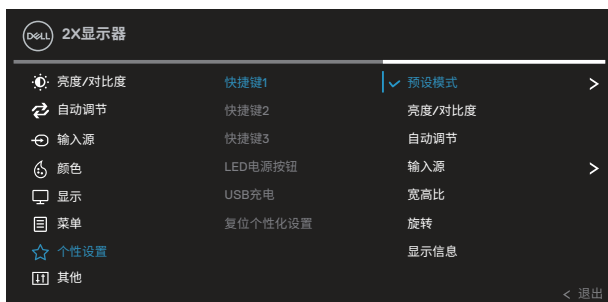 DELL 2X显示器
亮度/对比度 快捷键1 预设模式
自动调节 快捷键2 亮度/对比度
输入源 快捷键3 自动调节
颜色 LED电源按钮 输入源
显示 USB充电 宽高比
菜单 复位个性化设置 旋转
个性设置 显示信息
其他
< 退出